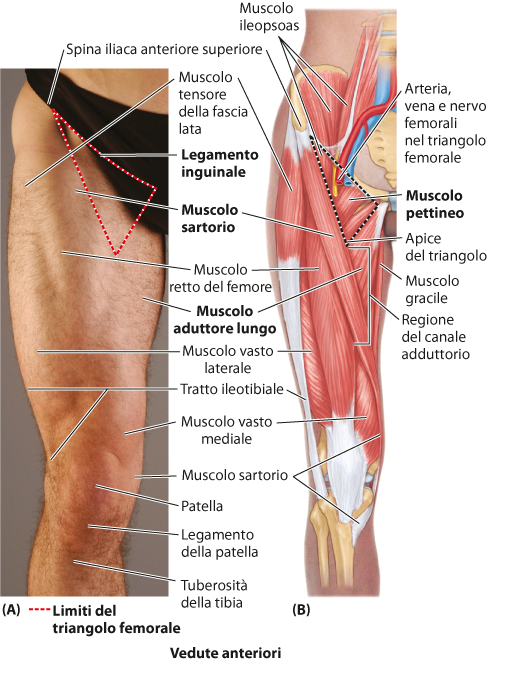 Muscolo
ileopsoas
Spina iliaca anteriore superiore
Muscolo
tensore
della fascia
lata
Legamento
inguinale
Muscolo
sartorio
Muscolo
retto del femore
Muscolo
aduttore lungo
Muscolo vasto
laterale
Tratto ileotibiale
Muscolo vasto
mediale
Muscolo sartorio
Patella
Legamento
della patella
Tuberosità
della tibia
Arteria,
vena e nervo
femorali
nel triangolo
femorale
Muscolo
pettineo
Apice
del triangolo
Muscolo
gracile
Regione
del canale
adduttorio
(A)
Limiti del
triangolo femorale
(B)
Vedute anteriori